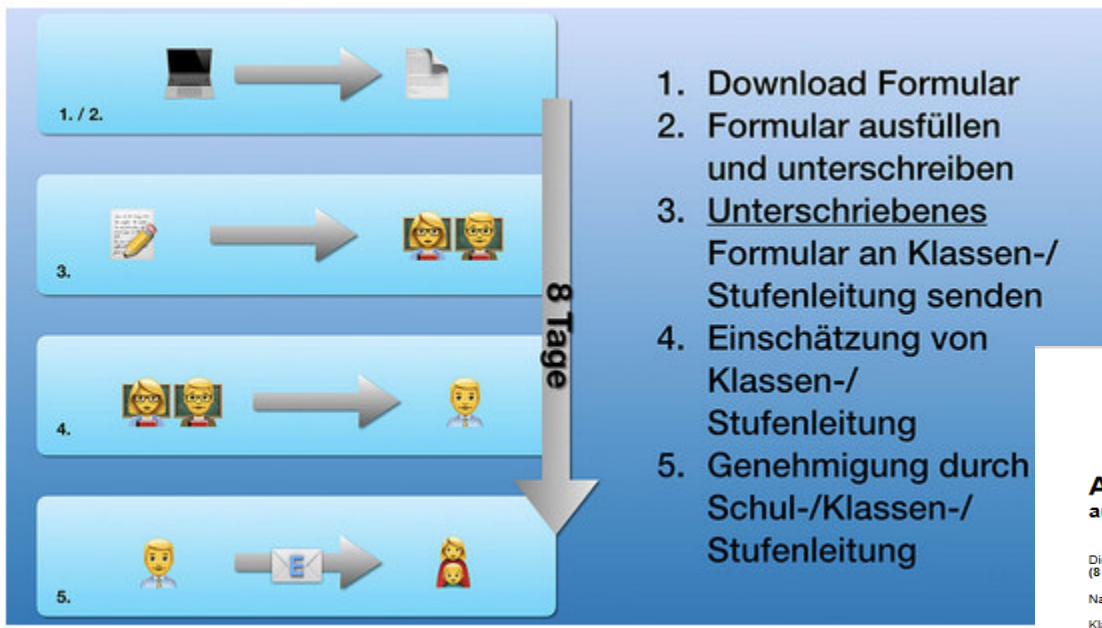 1. / 2.
3.
4.
5.
8 Tage
E
1. Download Formular
2. Formular ausfüllen
und unterschreiben
3. Unterschriebenes
Formular an Klassen-/
Stufenleitung senden
4. Einschätzung von
Klassen-/
Stufenleitung
5. Genehmigung durch
Schul-/Klassen-/
Stufenleitung
(8